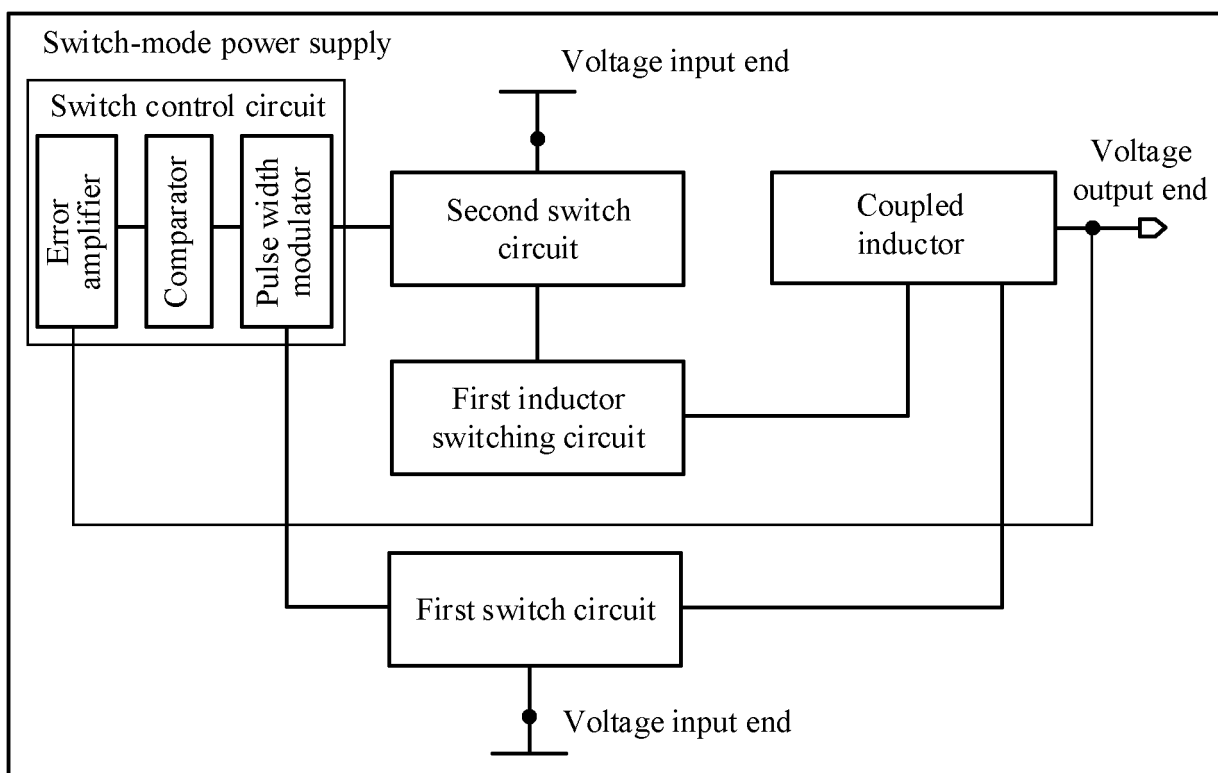 Switch-mode power supply
Voltage input end
Switch control circuit
Error
amplifier
Comparator
Pulse width
modulator
Second switch
circuit
Coupled
inductor
Voltage
output end
First inductor
switching circuit
First switch circuit
Voltage input end